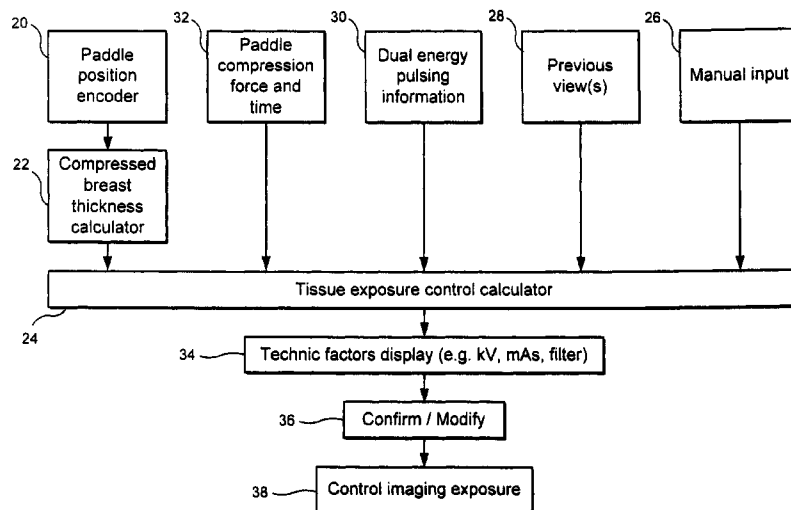 20
Paddle
position
encoder
32
Paddle
compression
force and
time
30
Dual energy
pulsing
information
28
Previous
view(s)
26
Manual input
22
Compressed
breast
thickness
calculator
Tissue exposure control calculator
24
34
Technic factors display (e.g. kV, mAs, filter)
36
Confirm / Modify
38
Control imaging exposure